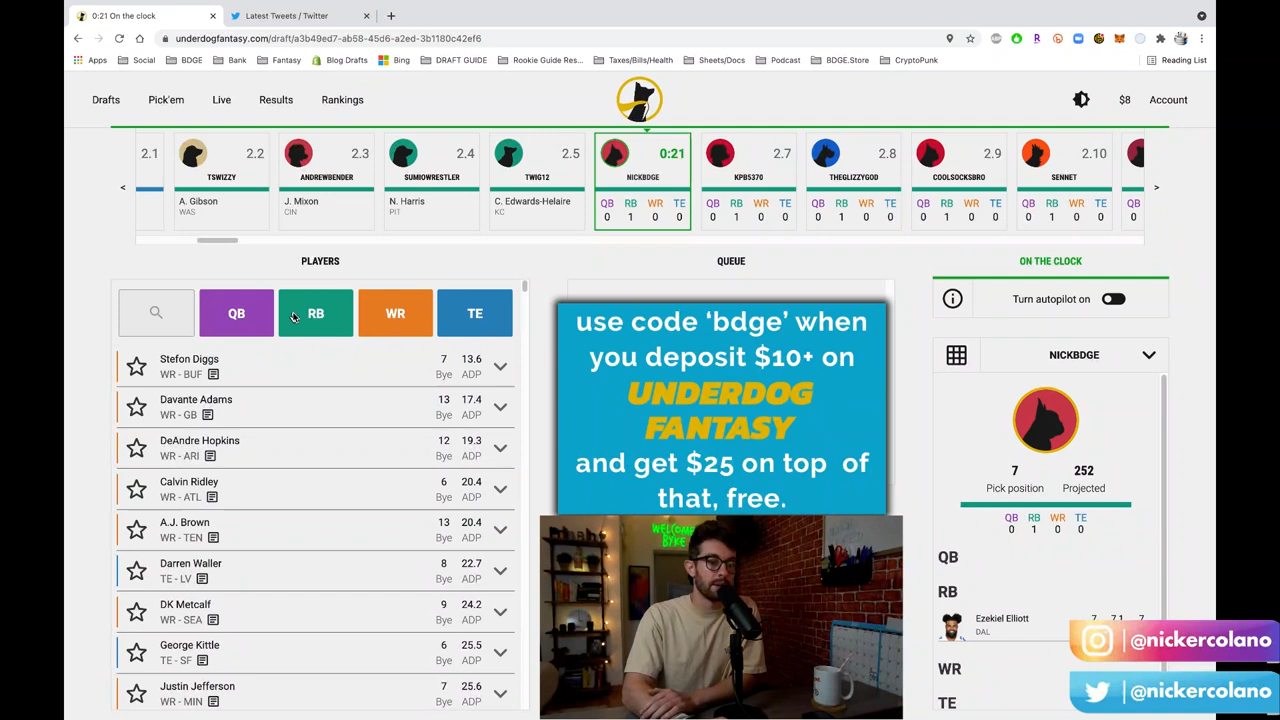 0:21 On the clock
Latest Tweets / Twitter
underdogfantasy.com/draft/a3b49ed7-ab58-45d6-a2ed-3b1180c42ef6
Apps Social BDGE Bank Fantasy Blog Drafts Bing DRAFT GUIDE Rookie Guide Res... Taxes/Bills/Health Sheets/Docs Podcast BDGE.Store CryptoPunk Reading List
Drafts Pick'em Live Results Rankings $8 Account
2.1 2.2 2.3 2.4 2.5 0:21 2.7 2.8 2.9 2.10
TSWIZZY ANDREWBENDER SUMIOWRESTLER TWIG12 NICKBDGE KPB5370 THEGLIZZYGOD COOLSOCKSBRO SENNET
A. Gibson J. Mixon N. Harris C. Edwards-Helaire QB RB WR TE QB RB WR TE QB RB WR TE QB RB WR TE QB RB WR TE QB
WAS CIN PIT KC 0 1 0 0 0 1 0 0 0 1 0 0 0 1 0 0 0 1 0 0 0
< >
PLAYERS QUEUE ON THE CLOCK
QB RB WR TE
Turn autopilot on
NICKBDGE
Stefon Diggs 7 13.6
WR - BUF Bye ADP
Davante Adams 13 17.4
WR - GB Bye ADP
DeAndre Hopkins 12 19.3
WR - ARI Bye ADP
Calvin Ridley 6 20.4
WR - ATL Bye ADP
A.J. Brown 13 20.4
WR - TEN Bye ADP
Darren Waller 8 22.7
TE - LV Bye ADP
DK Metcalf 9 24.2
WR - SEA Bye ADP
George Kittle 6 25.5
TE - SF Bye ADP
Justin Jefferson 7 25.6
WR - MIN Bye ADP
use code ‘bdge’ when
you deposit $10+ on
UNDERDOG
FANTASY
and get $25 on top of
that, free.
WELCOME
7 252
Pick position Projected
QB RB WR TE
0 1 0 0
QB
RB
Ezekiel Elliott 7 7.1 7
DAL
WR
TE
@nickercolano
@nickercolano